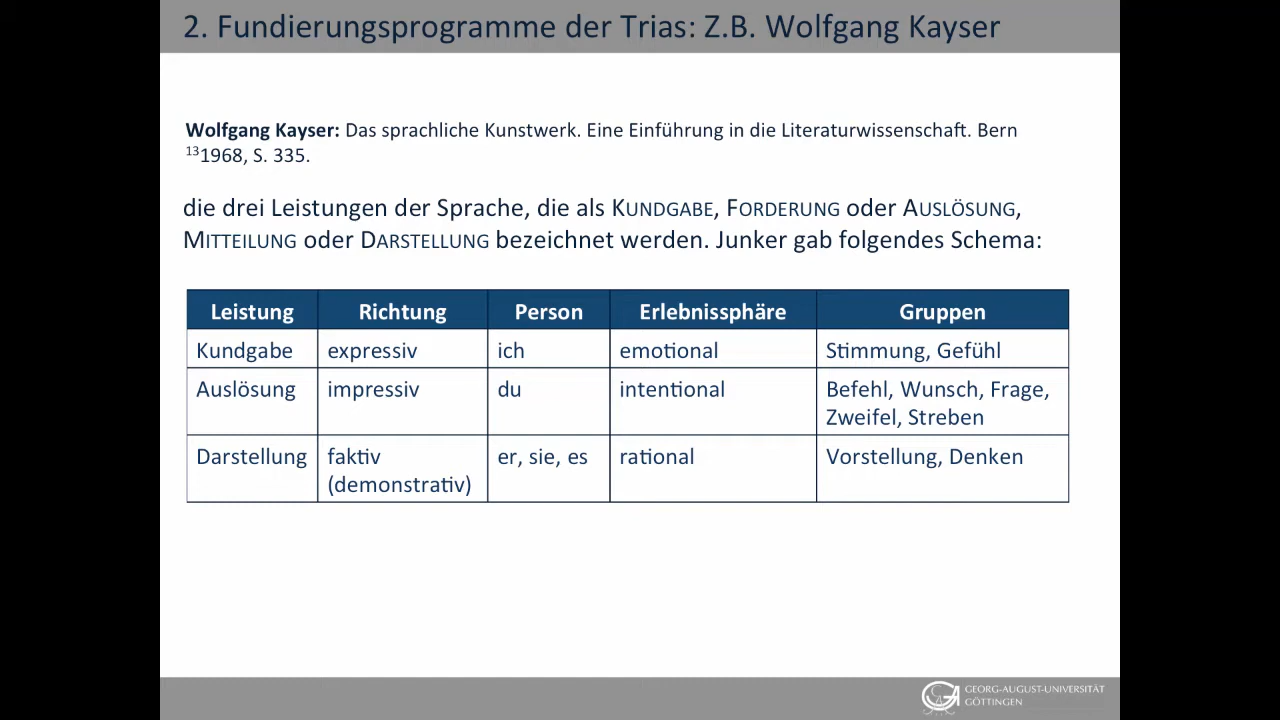 2. Fundierungsprogramme der Trias: Z.B. Wolfgang Kayser
Wolfgang Kayser: Das sprachliche Kunstwerk. Eine Einführung in die Literaturwissenschaft. Bern
¹³1968, S. 335.
die drei Leistungen der Sprache, die als KUNDGABE, FORDERUNG oder AUSLÖSUNG,
MITTEILUNG oder DARSTELLUNG bezeichnet werden. Junker gab folgendes Schema:
Leistung Richtung Person Erlebnissphäre Gruppen
Kundgabe expressiv ich emotional Stimmung, Gefühl
Auslösung impressiv du intentional Befehl, Wunsch, Frage,
Zweifel, Streben
Darstellung faktiv er, sie, es rational Vorstellung, Denken
(demonstrativ)
GEORG-AUGUST-UNIVERSITÄT
GÖTTINGEN